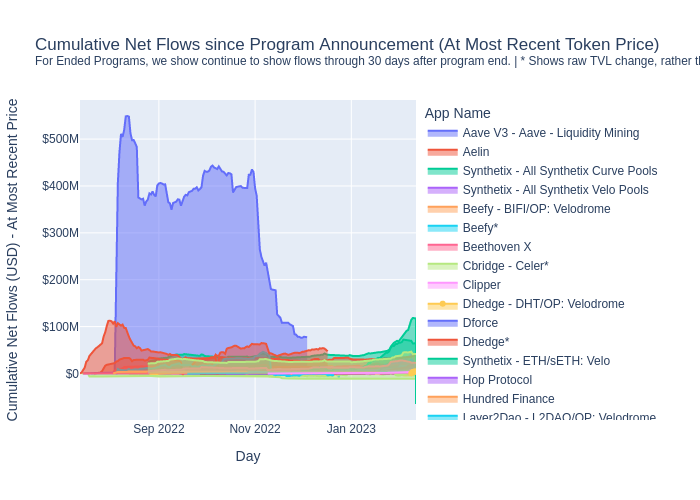 Cumulative Net Flows since Program Announcement (At Most Recent Token Price)
For Ended Programs, we show continue to show flows through 30 days after program end. | * Shows raw TVL change, rather
Cumulative Net Flows (USD) - At Most Recent Price
$500M
$400M
$300M
$200M
$100M
$0
Sep 2022
Nov 2022
Jan 2023
Day
App Name
Aave V3 - Aave - Liquidity Mining
Aelin
Synthetix - All Synthetix Curve Pools
Synthetix - All Synthetix Velo Pools
Beefy - BIFI/OP: Velodrome
Beefy*
Beethoven X
Cbridge - Celer*
Clipper
Dhedge - DHT/OP: Velodrome
Dforce
Dhedge*
Synthetix - ETH/sETH: Velo
Hop Protocol
Hundred Finance
Layer2Dao - L2DAO/OP: Velodrome